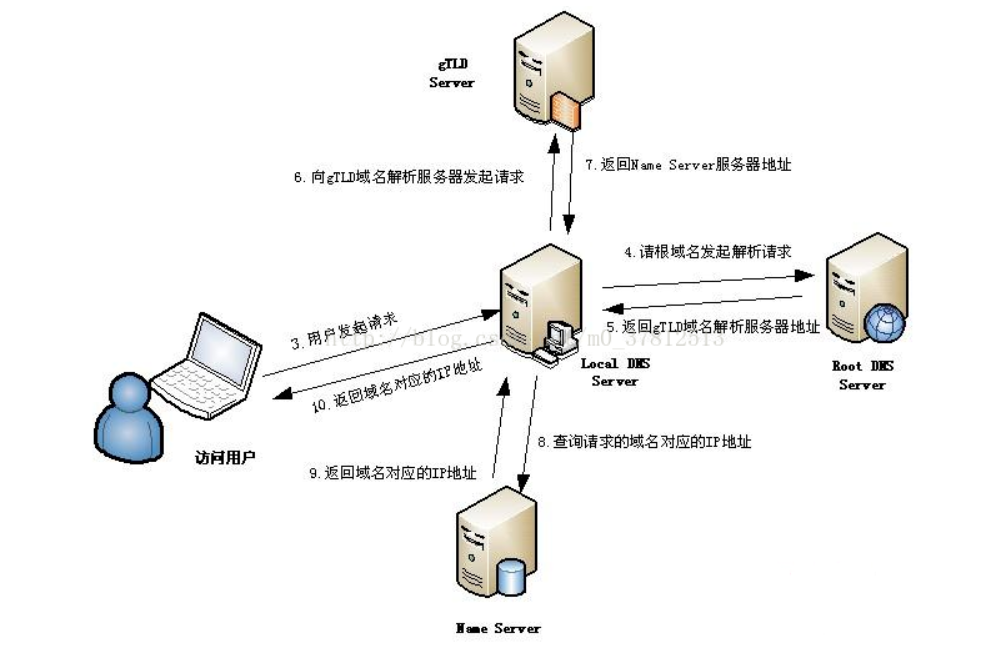 gTLD
Server
6. 向gTLD域名解析服务器发起请求
7.返回Name Server服务器地址
4.请根域名发起解析请求
5.返回gTLD域名解析服务器地址
3.用户发起请求
10.返回域名对应的IP地址
Local DNS
Server
Root DNS
Server
访问用户
8.查询请求的域名对应的IP地址
9.返回域名对应的IP地址
Name Server